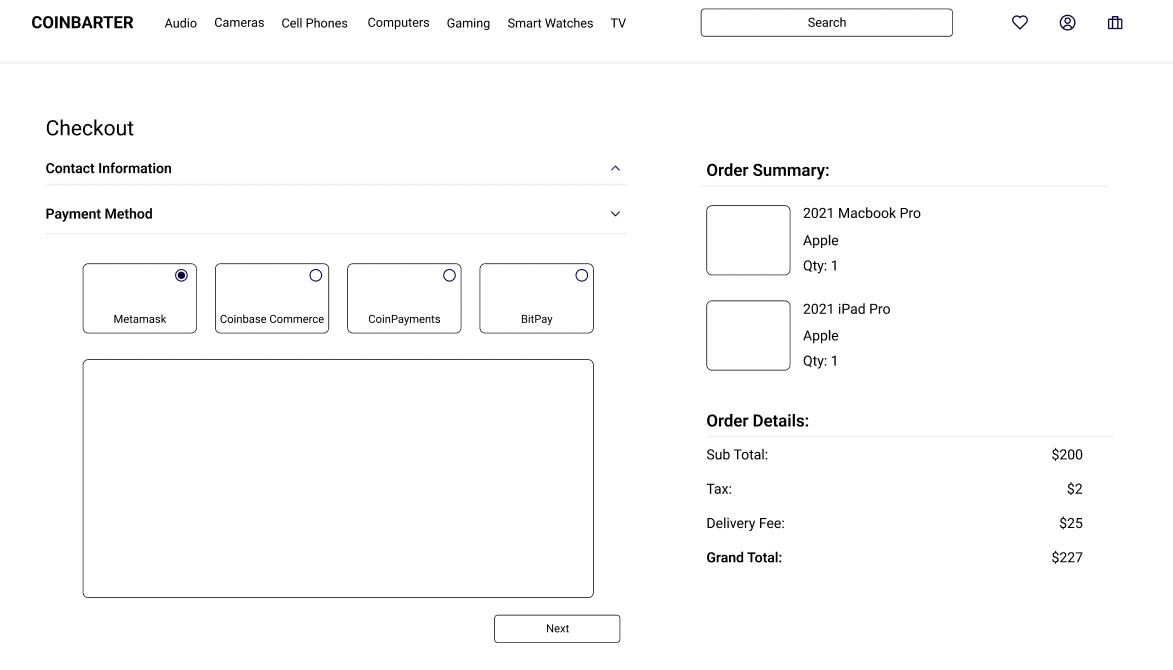 COINBARTER Audio Cameras Cell Phones Computers Gaming Smart Watches TV Search
Checkout
Contact Information
Payment Method
Metamask Coinbase Commerce CoinPayments BitPay
Next
Order Summary:
2021 Macbook Pro
Apple
Qty: 1
2021 iPad Pro
Apple
Qty: 1
Order Details:
Sub Total: $200
Tax: $2
Delivery Fee: $25
Grand Total: $227